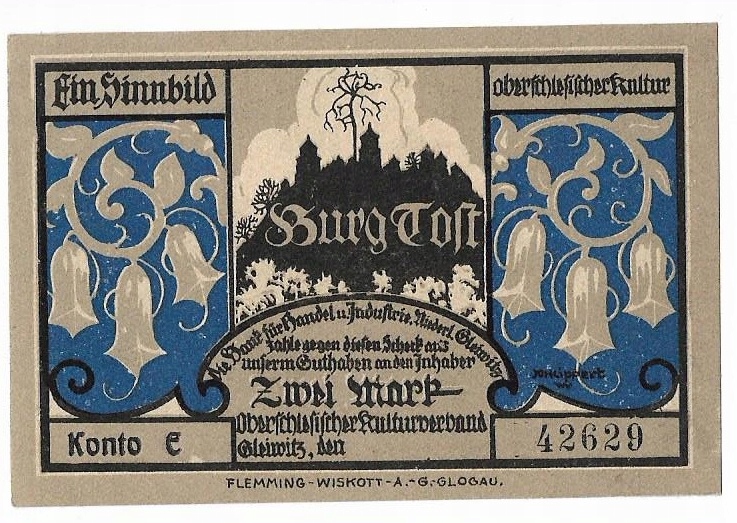 Ein Sinnbild
oberschlesischer Kultur
Burg Tost
Die Bank für Handel u. Industrie, Niederl. Gleiwitz
zahle gegen diesen Scheck aus
unserm Guthaben an den Inhaber
Zwei Mark
Oberschlesischer Kulturverband
Gleiwitz, den
Konto E
42629
FLEMMING-WISKOTT-A.-G.-GLOGAU.